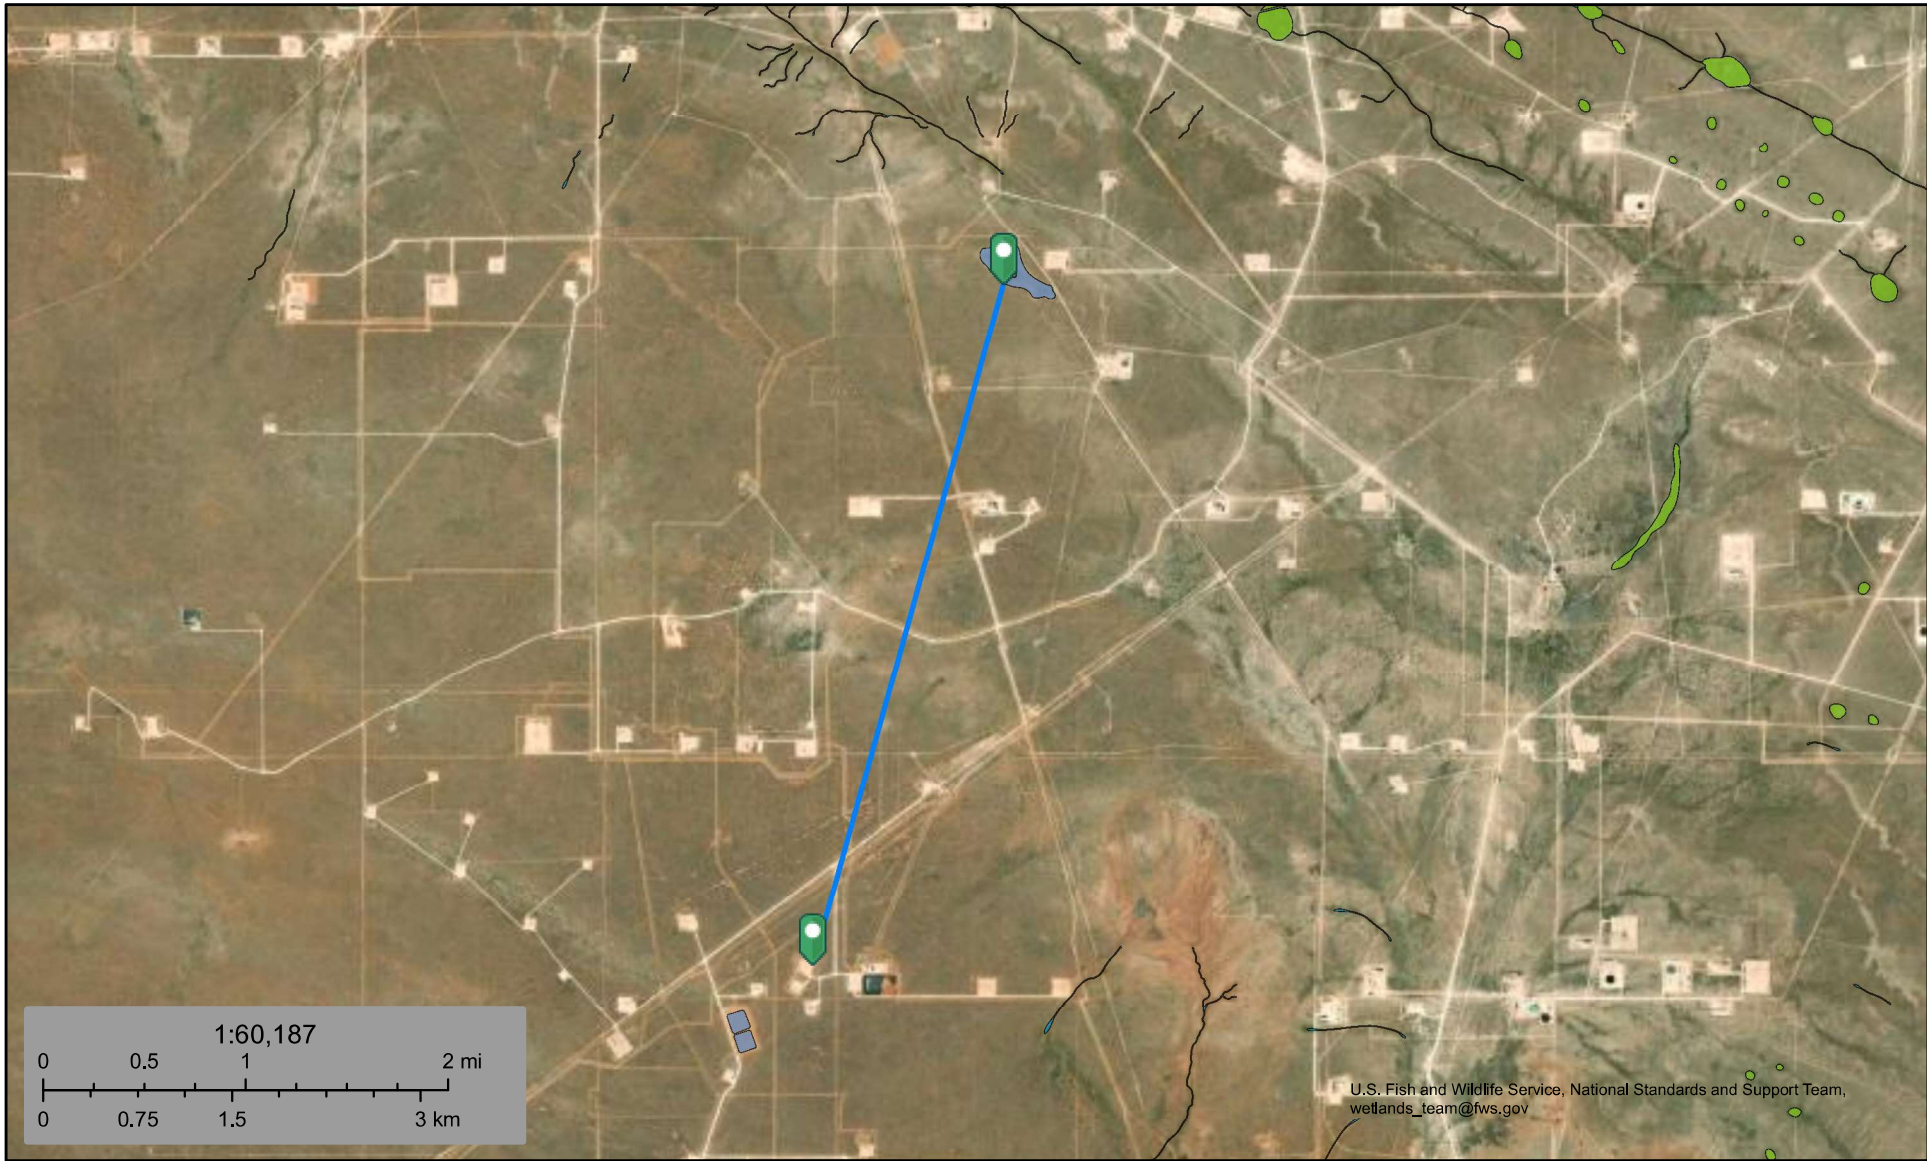 1:60,187
0 0.5 1 2 mi
0 0.75 1.5 3 km
U.S. Fish and Wildlife Service, National Standards and Support Team,
wetlands_team@fws.gov